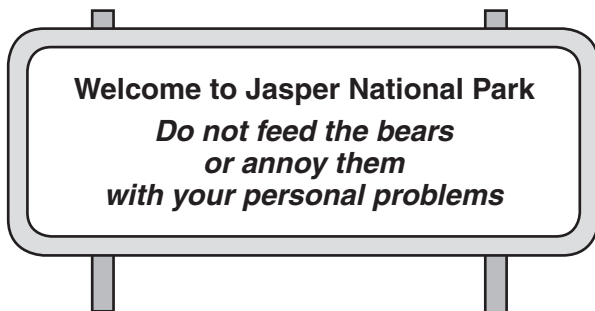 Welcome to Jasper National Park
Do not feed the bears
or annoy them
with your personal problems